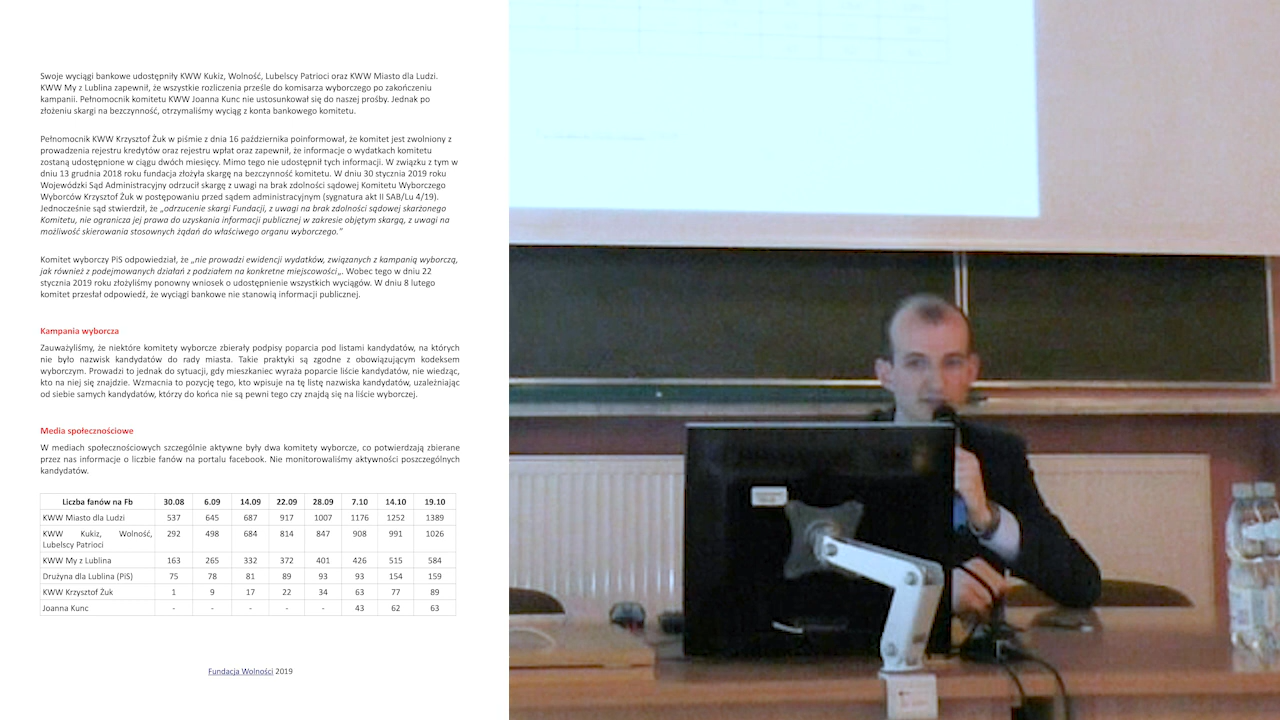 Swoje wyciągi bankowe udostępniły KWW Kukiz, Wolność, Lubelscy Patrioci oraz KWW Miasto dla Ludzi.
KWW My z Lublina zapewnił, że wszystkie rozliczenia prześle do komisarza wyborczego po zakończeniu
kampanii. Pełnomocnik komitetu KWW Joanna Kunc nie ustosunkował się do naszej prośby. Jednak po
złożeniu skargi na bezczynność, otrzymaliśmy wyciąg z konta bankowego komitetu.
Pełnomocnik KWW Krzysztof Żuk w piśmie z dnia 16 października poinformował, że komitet jest zwolniony z
prowadzenia rejestru kredytów oraz rejestru wpłat oraz zapewnił, że informacje o wydatkach komitetu
zostaną udostępnione w ciągu dwóch miesięcy. Mimo tego nie udostępnił tych informacji. W związku z tym w
dniu 13 grudnia 2018 roku fundacja złożyła skargę na bezczynność komitetu. W dniu 30 stycznia 2019 roku
Wojewódzki Sąd Administracyjny odrzucił skargę z uwagi na brak zdolności sądowej Komitetu Wyborczego
Wyborców Krzysztof Żuk w postępowaniu przed sądem administracyjnym (sygnatura akt II SAB/Lu 4/19).
Jednocześnie sąd stwierdził, że „odrzucenie skargi Fundacji, z uwagi na brak zdolności sądowej skarżonego
Komitetu, nie ogranicza jej prawa do uzyskania informacji publicznej w zakresie objętym skargą, z uwagi na
możliwość skierowania stosownych żądań do właściwego organu wyborczego.”
Komitet wyborczy PiS odpowiedział, że „nie prowadzi ewidencji wydatków, związanych z kampanią wyborczą,
jak również z podejmowanych działań z podziałem na konkretne miejscowości„. Wobec tego w dniu 22
stycznia 2019 roku złożyliśmy ponowny wniosek o udostępnienie wszystkich wyciągów. W dniu 8 lutego
komitet przesłał odpowiedź, że wyciągi bankowe nie stanowią informacji publicznej.
Kampania wyborcza
Zauważyliśmy, że niektóre komitety wyborcze zbierały podpisy poparcia pod listami kandydatów, na których
nie było nazwisk kandydatów do rady miasta. Takie praktyki są zgodne z obowiązującym kodeksem
wyborczym. Prowadzi to jednak do sytuacji, gdy mieszkaniec wyraża poparcie liście kandydatów, nie wiedząc,
kto na niej się znajdzie. Wzmacnia to pozycję tego, kto wpisuje na tę listę nazwiska kandydatów, uzależniając
od siebie samych kandydatów, którzy do końca nie są pewni tego czy znajdą się na liście wyborczej.
Media społecznościowe
W mediach społecznościowych szczególnie aktywne były dwa komitety wyborcze, co potwierdzają zbierane
przez nas informacje o liczbie fanów na portalu facebook. Nie monitorowaliśmy aktywności poszczególnych
kandydatów.
Liczba fanów na Fb 30.08 6.09 14.09 22.09 28.09 7.10 14.10 19.10
KWW Miasto dla Ludzi 537 645 687 917 1007 1176 1252 1389
KWW Kukiz, Wolność, 292 498 684 814 847 908 991 1026
Lubelscy Patrioci
KWW My z Lublina 163 265 332 372 401 426 515 584
Drużyna dla Lublina (PiS) 75 78 81 89 93 93 154 159
KWW Krzysztof Żuk 1 9 17 22 34 63 77 89
Joanna Kunc - - - - - 43 62 63
Fundacja Wolności 2019